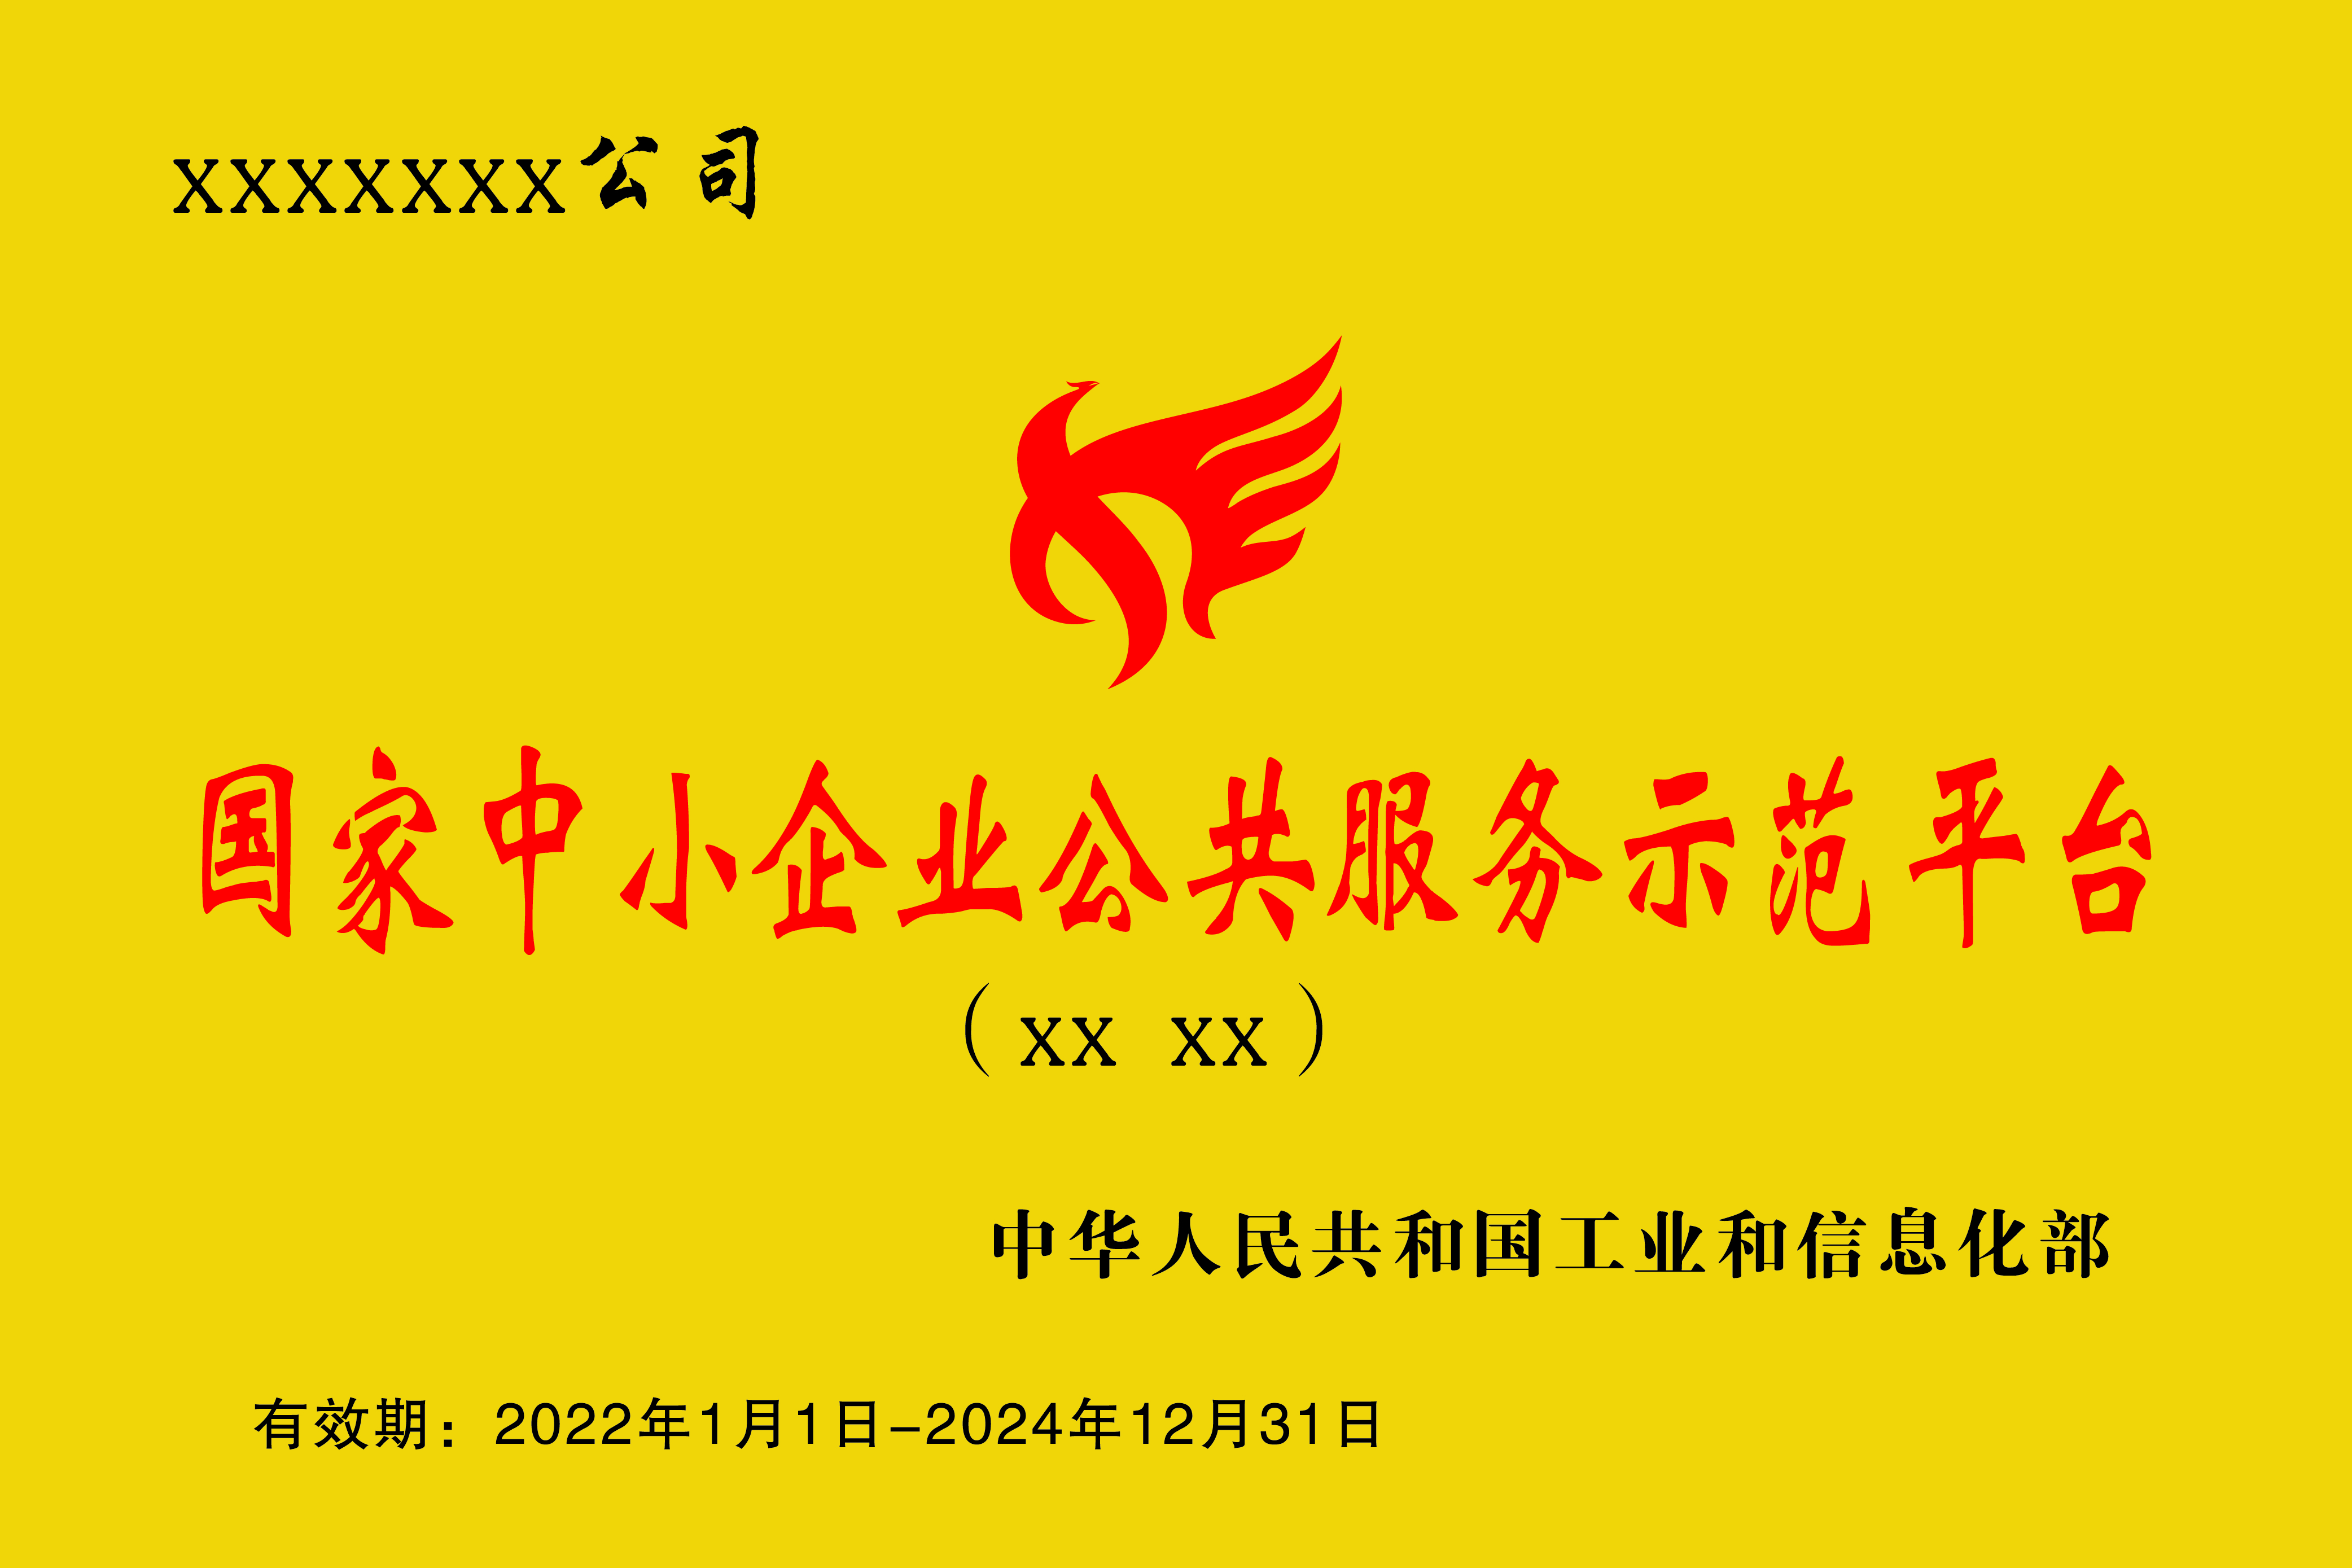 xxxxxxx公司
国家中小企业公共服务示范平台
（xx xx）
中华人民共和国工业和信息化部
有效期：2022年1月1日-2024年12月31日